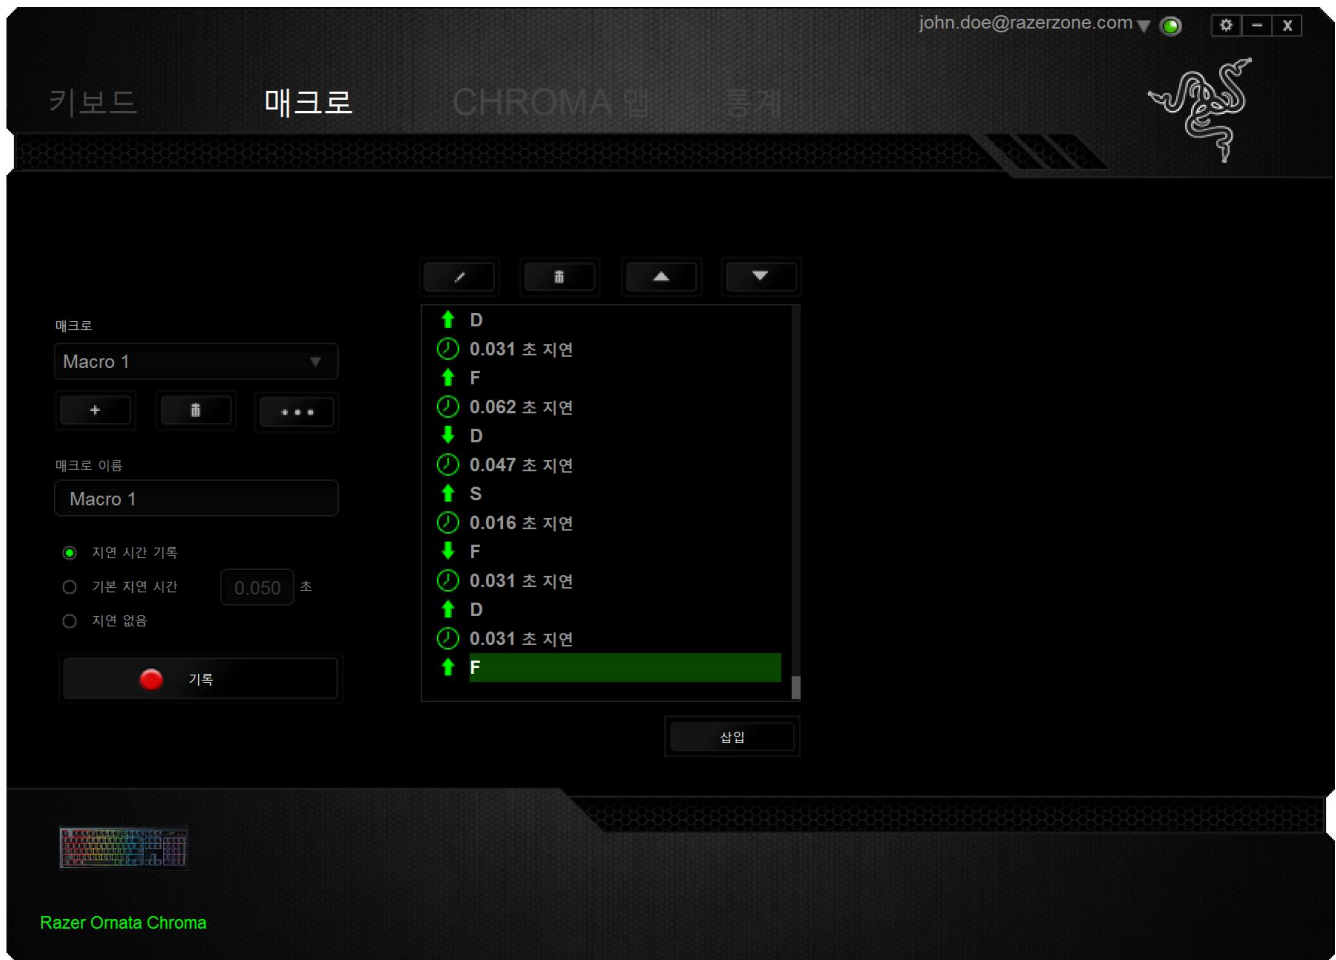 john.doe@razerzone.com
키보드 매크로 CHROMA 앱 통계
매크로
Macro 1
매크로 이름
Macro 1
지연 시간 기록
기본 지연 시간 0.050 초
지연 없음
기록
D
0.031 초 지연
F
0.062 초 지연
D
0.047 초 지연
S
0.016 초 지연
F
0.031 초 지연
D
0.031 초 지연
F
삽입
Razer Ornata Chroma